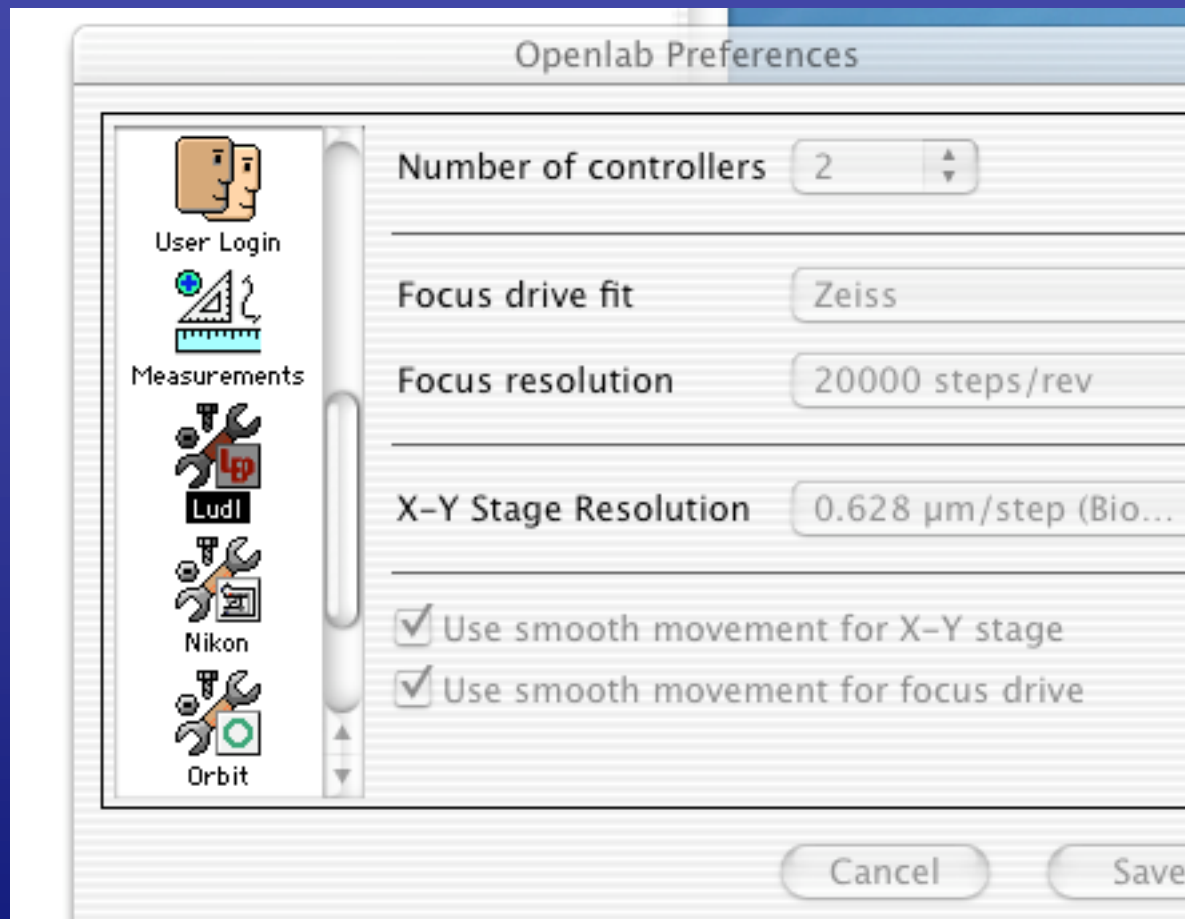 Openlab Preferences
User Login
Measurements
LEP
Ludl
Nikon
Orbit
Number of controllers 2
Focus drive fit Zeiss
Focus resolution 20000 steps/rev
X-Y Stage Resolution 0.628 µm/step (Bio...
Use smooth movement for X-Y stage
Use smooth movement for focus drive
Cancel Save